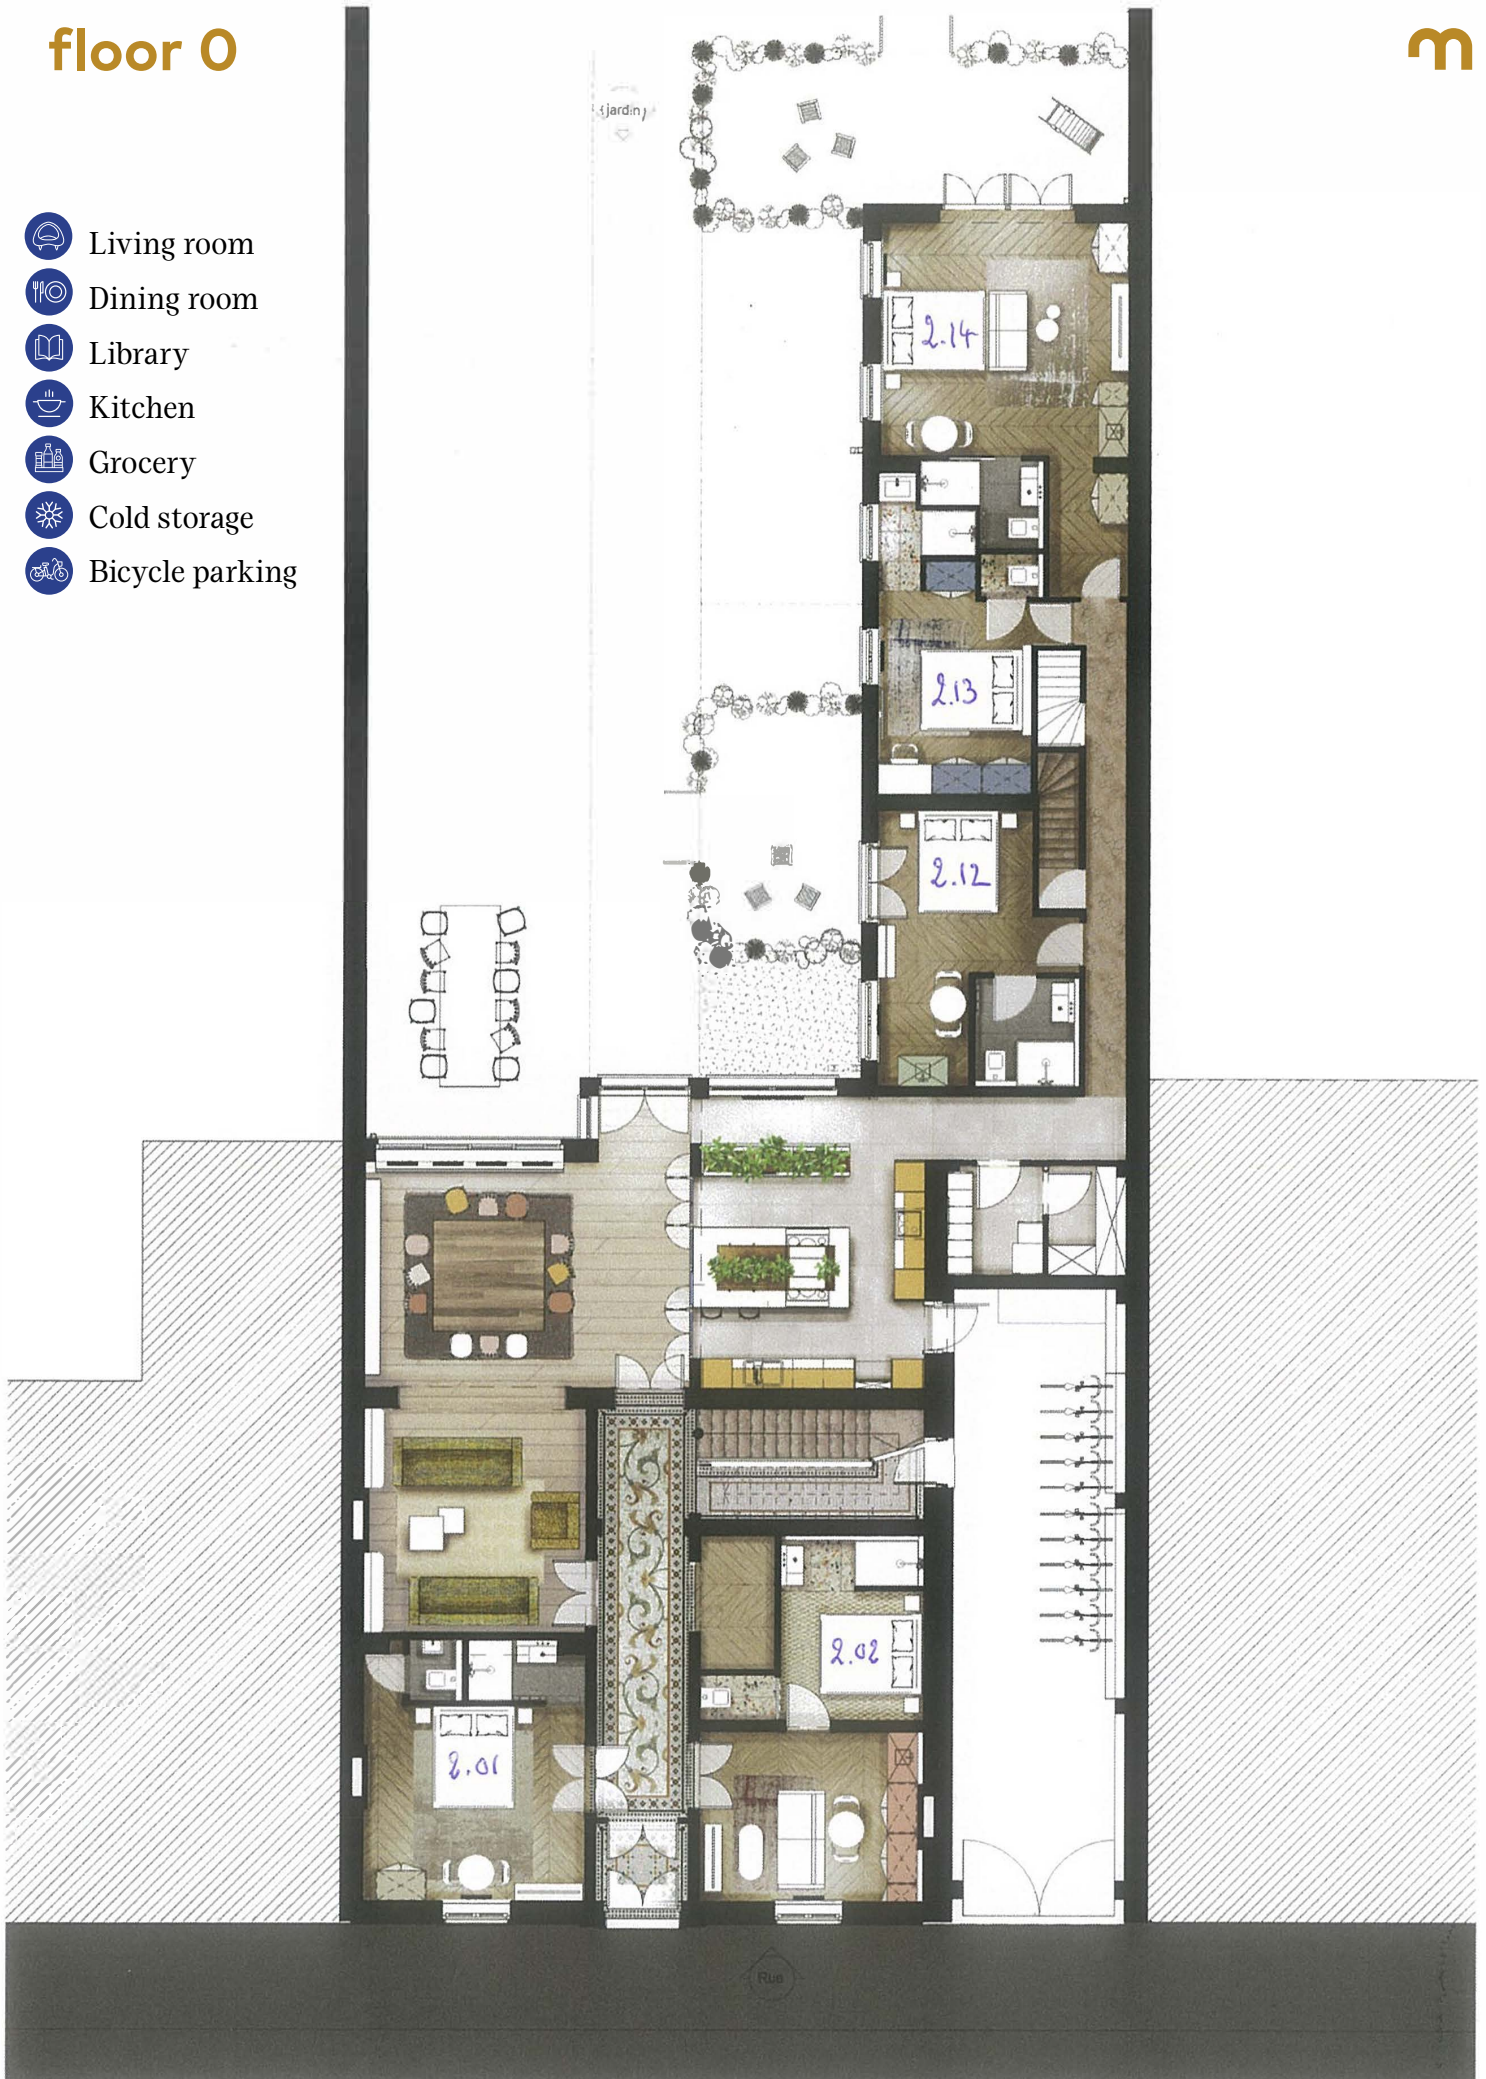 floor 0
m
(jardin)
Living room
Dining room
Library
Kitchen
Grocery
Cold storage
Bicycle parking
2.14
2.13
2.12
2.02
2.01
Rue